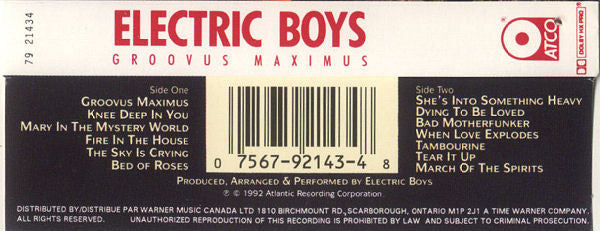 79 21434
ELECTRIC BOYS
GROOVUS MAXIMUS
ATCO
DOLBY HX PRO
Side One
GROOVUS MAXIMUS
KNEE DEEP IN YOU
MARY IN THE MYSTERY WORLD
FIRE IN THE HOUSE
THE SKY IS CRYING
BED OF ROSES
0 7567-92143-4 8
Side Two
SHE'S INTO SOMETHING HEAVY
DYING TO BE LOVED
BAD MOTHERFUNKER
WHEN LOVE EXPLODES
TAMBOURINE
TEAR IT UP
MARCH OF THE SPIRITS
PRODUCED, ARRANGED & PERFORMED BY ELECTRIC BOYS
℗ © 1992 Atlantic Recording Corporation
DISTRIBUTED BY/DISTRIBUE PAR WARNER MUSIC CANADA LTD 1810 BIRCHMOUNT RD., SCARBOROUGH, ONTARIO M1P 2J1 A TIME WARNER COMPANY.
ALL RIGHTS RESERVED. UNAUTHORIZED REPRODUCTION OF THIS RECORDING IS PROHIBITED BY LAW AND SUBJECT TO CRIMINAL PROSECUTION.